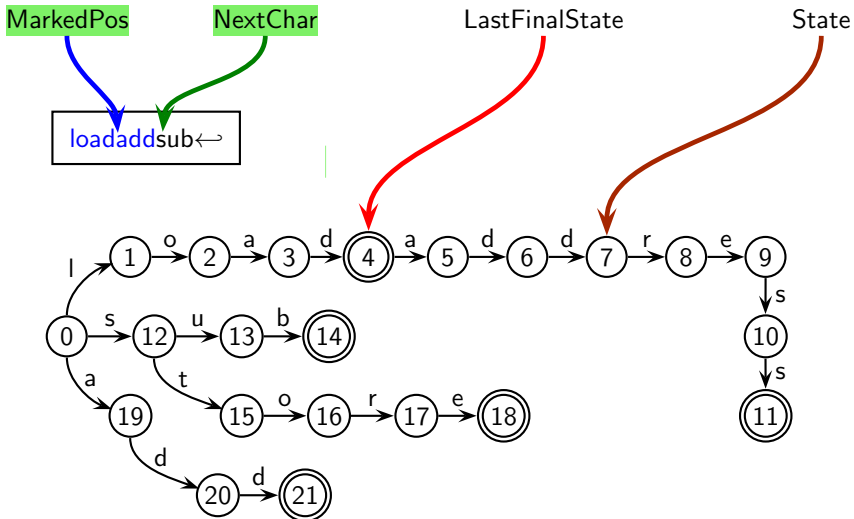 MarkedPos NextChar LastFinalState State
loadaddsub↩
1 o 2 a 3 d 4 a 5 d 6 d 7 r 8 e 9
l s
0 s 12 u 13 b 14 10
a t s
19 15 o 16 r 17 e 18 11
d
20 d 21